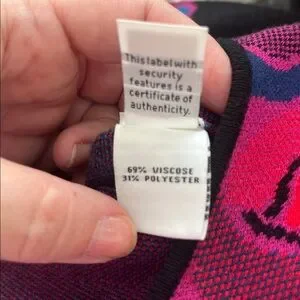 This label with
security
features is a
certificate of
authenticity.
69% VISCOSE
31% POLYESTER